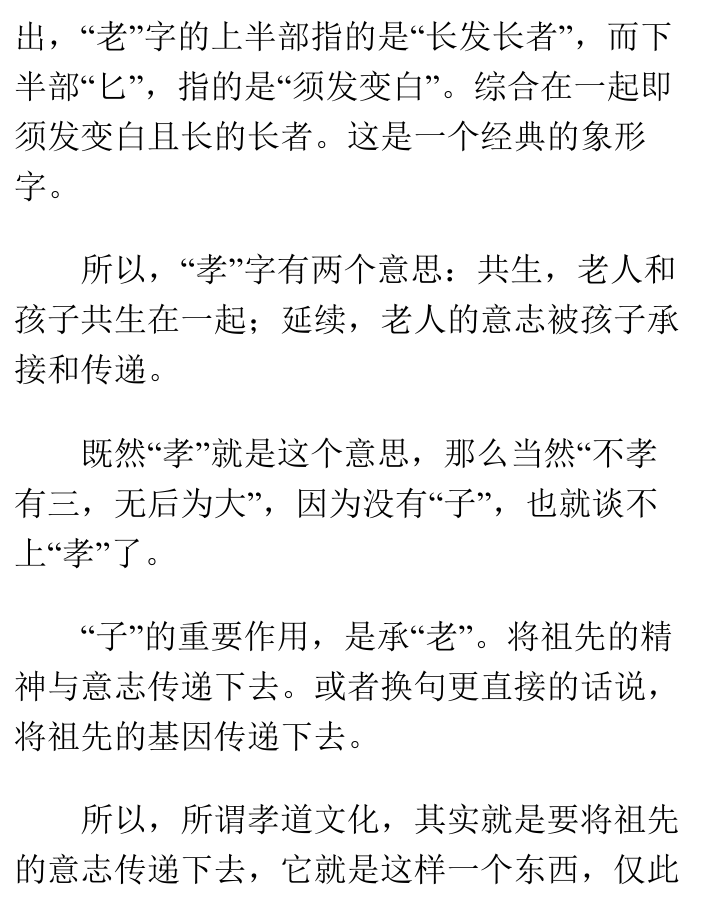 出，“老”字的上半部指的是“长发长者”，而下
半部“匕”，指的是“须发变白”。综合在一起即
须发变白且长的长者。这是一个经典的象形
字。
所以，“孝”字有两个意思：共生，老人和
孩子共生在一起；延续，老人的意志被孩子承
接和传递。
既然“孝”就是这个意思，那么当然“不孝
有三，无后为大”，因为没有“子”，也就谈不
上“孝”了。
“子”的重要作用，是承“老”。将祖先的精
神与意志传递下去。或者换句更直接的话说，
将祖先的基因传递下去。
所以，所谓孝道文化，其实就是要将祖先
的意志传递下去，它就是这样一个东西，仅此